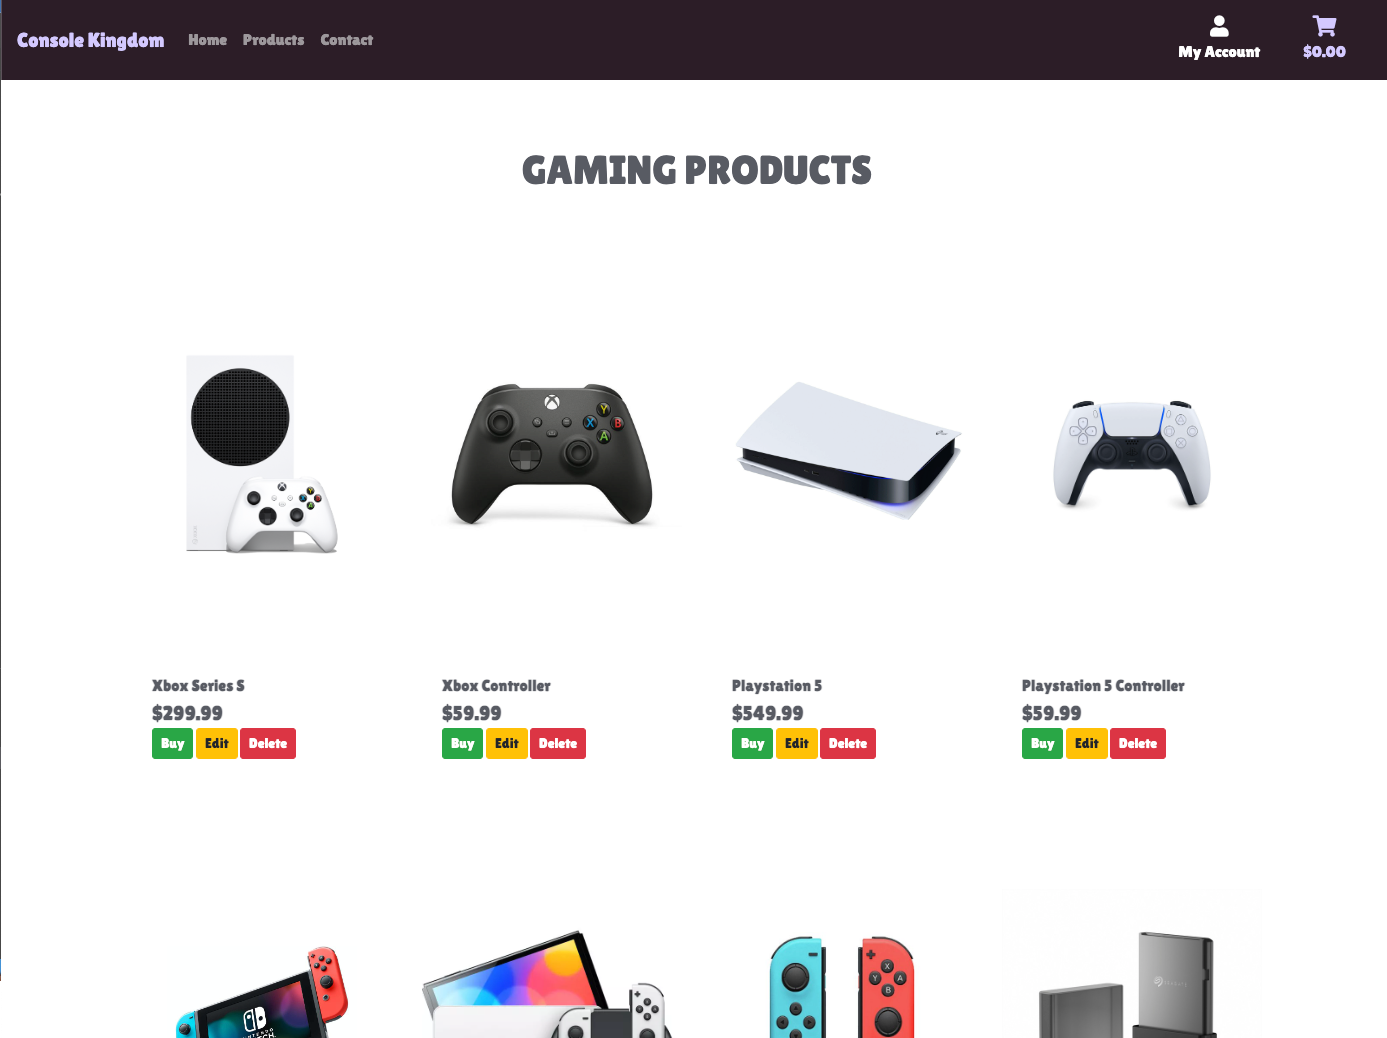 Console Kingdom Home Products Contact
My Account $0.00
GAMING PRODUCTS
Y
X B
A
Y
X B
A
Xbox Series S Xbox Controller Playstation 5 Playstation 5 Controller
$299.99 $59.99 $549.99 $59.99
Buy Edit Delete Buy Edit Delete Buy Edit Delete Buy Edit Delete
X
Y A
B
NINTENDO
SEAGATE